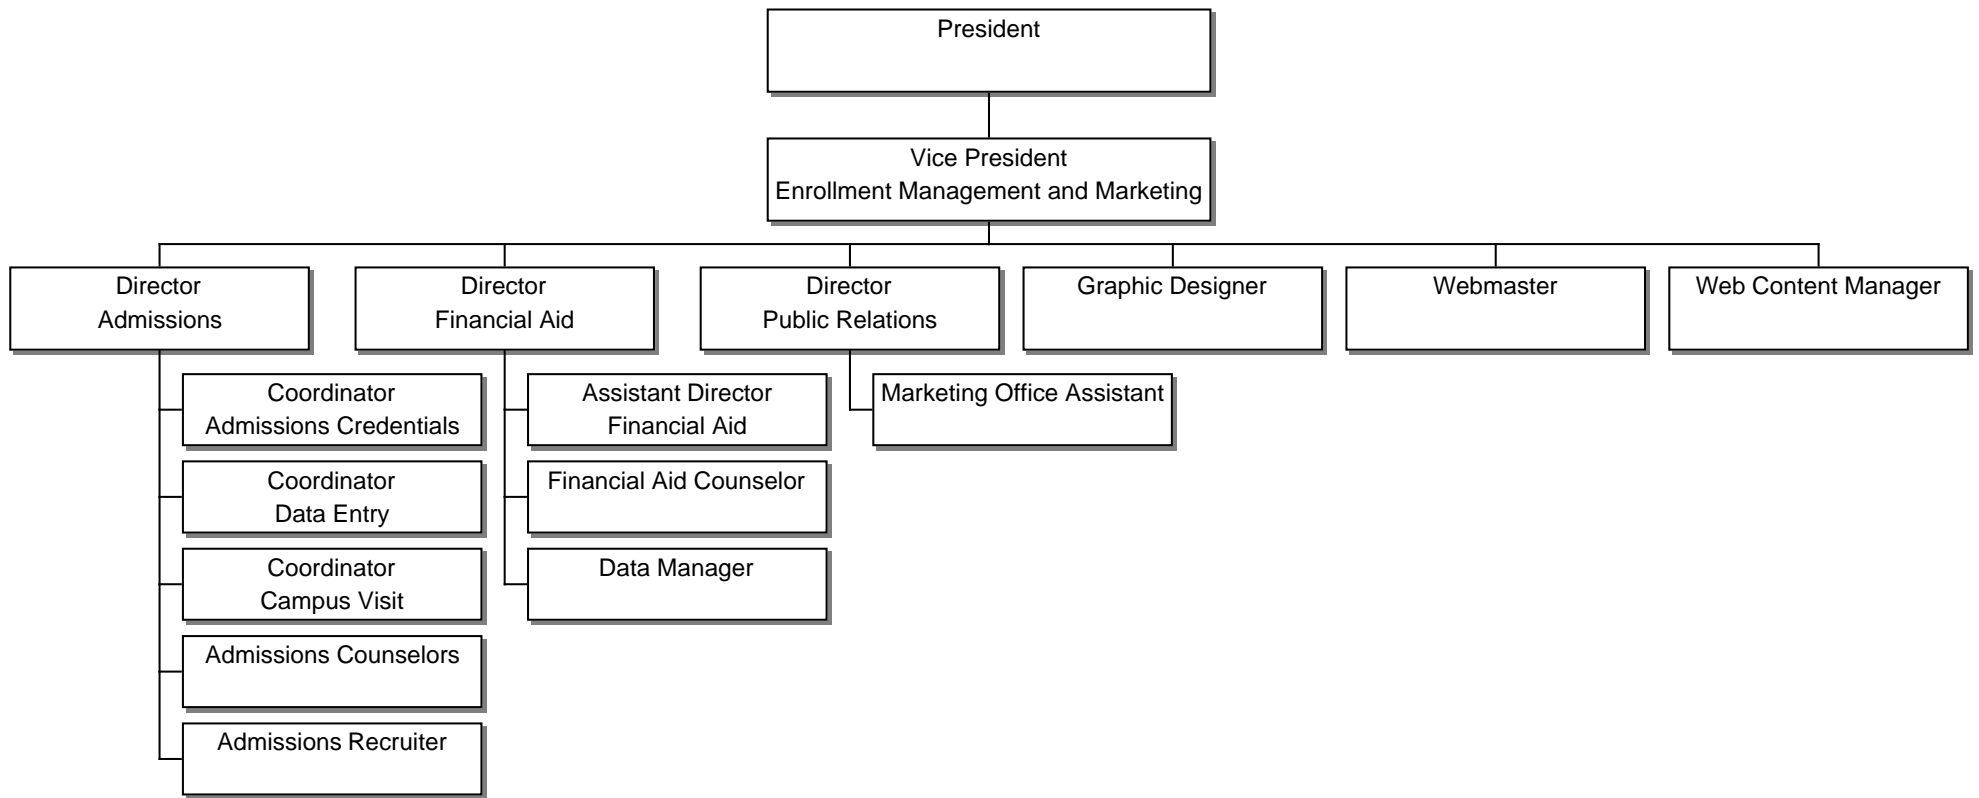 President
Vice President
Enrollment Management and Marketing
Director
Admissions
Director
Financial Aid
Director
Public Relations
Graphic Designer
Webmaster
Web Content Manager
Coordinator
Admissions Credentials
Coordinator
Data Entry
Coordinator
Campus Visit
Admissions Counselors
Admissions Recruiter
Assistant Director
Financial Aid
Financial Aid Counselor
Data Manager
Marketing Office Assistant